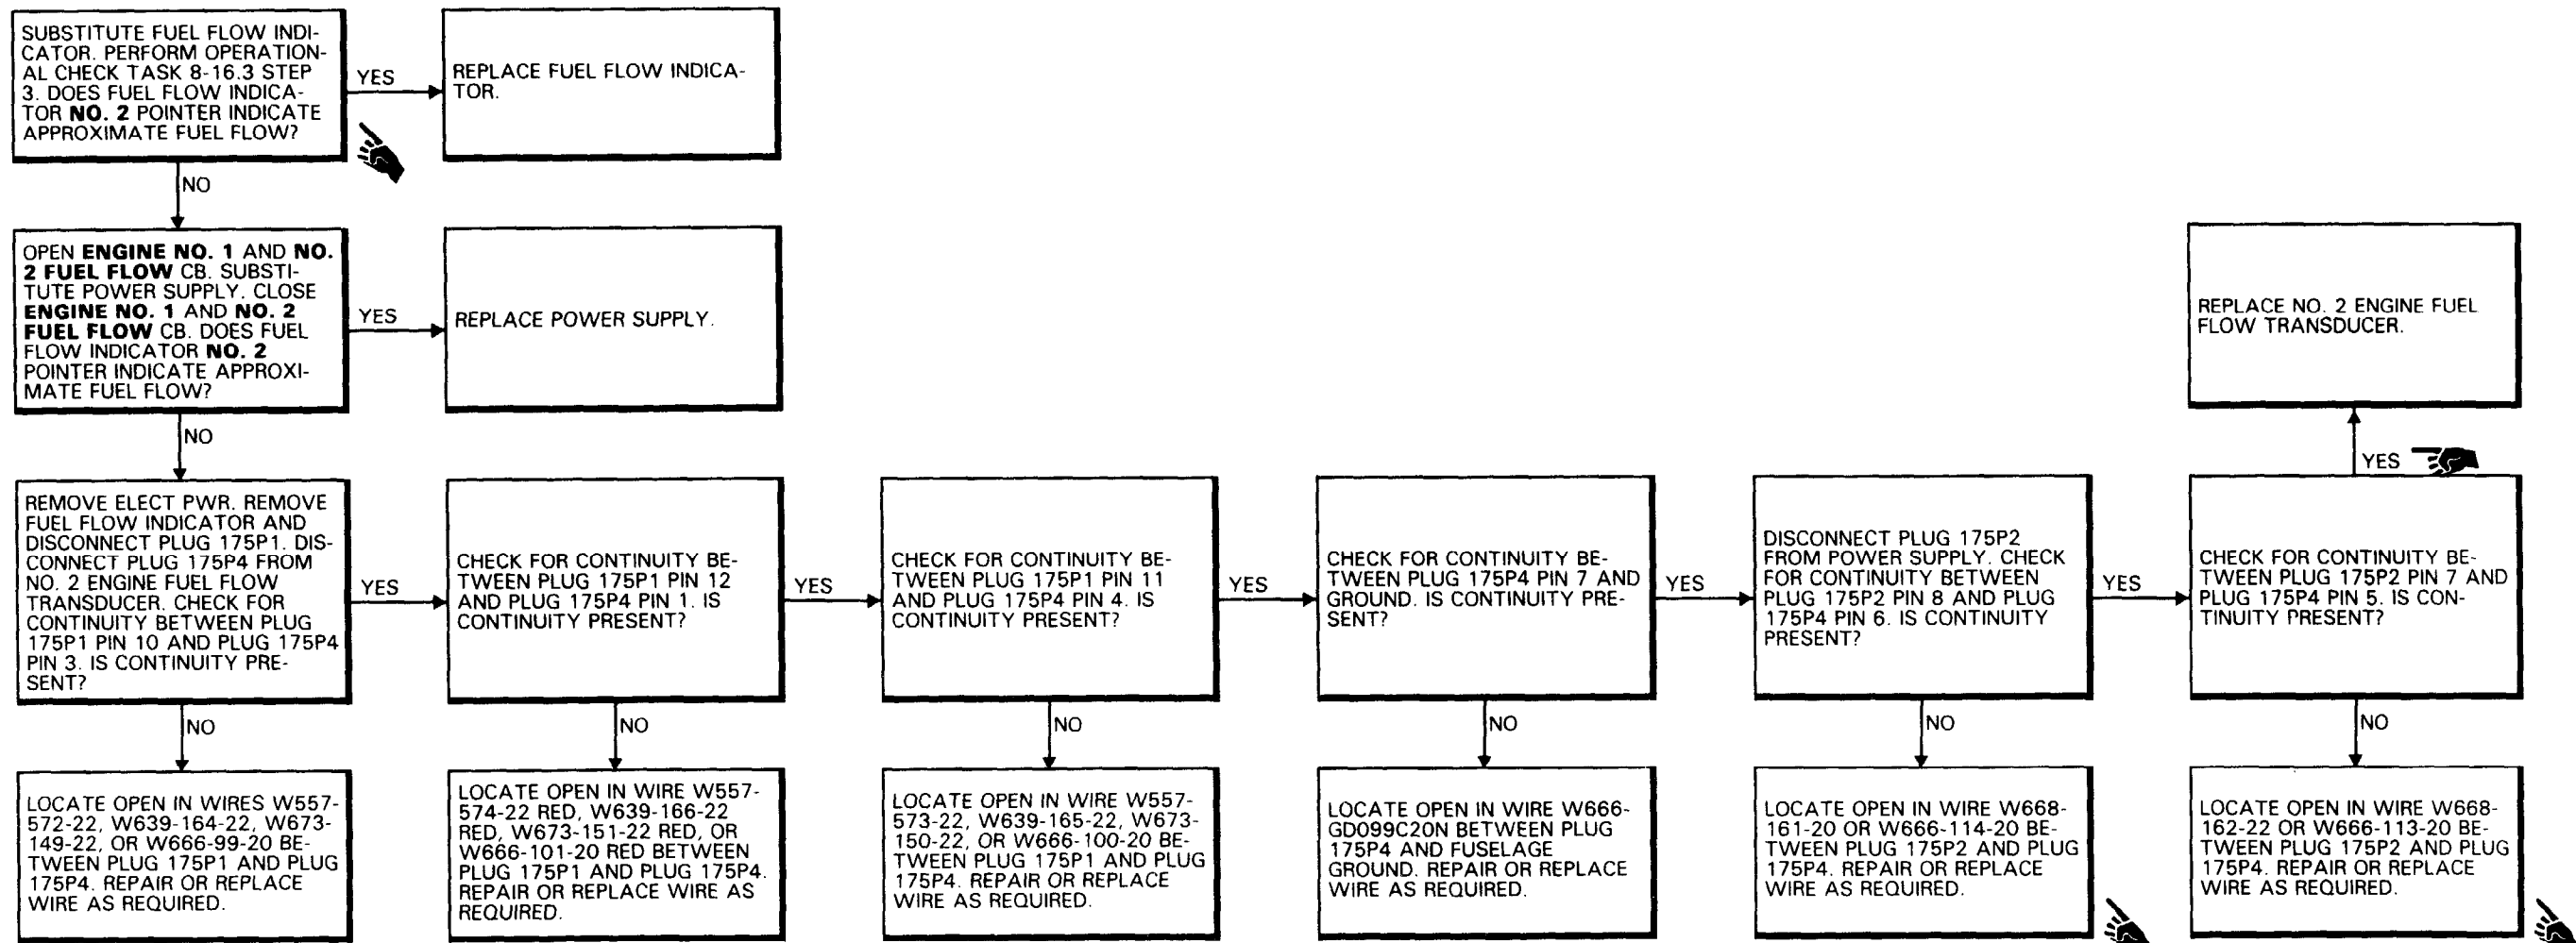 SUBSTITUTE FUEL FLOW INDI-
CATOR. PERFORM OPERATION-
AL CHECK TASK 8-16.3 STEP
3. DOES FUEL FLOW INDICA-
TOR NO. 2 POINTER INDICATE
APPROXIMATE FUEL FLOW?
YES
REPLACE FUEL FLOW INDICA-
TOR.
NO
OPEN ENGINE NO. 1 AND NO.
2 FUEL FLOW CB. SUBSTI-
TUTE POWER SUPPLY. CLOSE
ENGINE NO. 1 AND NO. 2
FUEL FLOW CB. DOES FUEL
FLOW INDICATOR NO. 2
POINTER INDICATE APPROXI-
MATE FUEL FLOW?
YES
REPLACE POWER SUPPLY.
REPLACE NO. 2 ENGINE FUEL
FLOW TRANSDUCER.
NO
YES
REMOVE ELECT PWR. REMOVE
FUEL FLOW INDICATOR AND
DISCONNECT PLUG 175P1. DIS-
CONNECT PLUG 175P4 FROM
NO. 2 ENGINE FUEL FLOW
TRANSDUCER. CHECK FOR
CONTINUITY BETWEEN PLUG
175P1 PIN 10 AND PLUG 175P4
PIN 3. IS CONTINUITY PRE-
SENT?
YES
CHECK FOR CONTINUITY BE-
TWEEN PLUG 175P1 PIN 12
AND PLUG 175P4 PIN 1. IS
CONTINUITY PRESENT?
YES
CHECK FOR CONTINUITY BE-
TWEEN PLUG 175P1 PIN 11
AND PLUG 175P4 PIN 4. IS
CONTINUITY PRESENT?
YES
CHECK FOR CONTINUITY BE-
TWEEN PLUG 175P4 PIN 7 AND
GROUND. IS CONTINUITY PRE-
SENT?
YES
DISCONNECT PLUG 175P2
FROM POWER SUPPLY. CHECK
FOR CONTINUITY BETWEEN
PLUG 175P2 PIN 8 AND PLUG
175P4 PIN 6. IS CONTINUITY
PRESENT?
YES
CHECK FOR CONTINUITY BE-
TWEEN PLUG 175P2 PIN 7 AND
PLUG 175P4 PIN 5. IS CON-
TINUITY PRESENT?
NO
NO
NO
NO
NO
NO
LOCATE OPEN IN WIRES W557-
572-22, W639-164-22, W673-
149-22, OR W666-99-20 BE-
TWEEN PLUG 175P1 AND PLUG
175P4. REPAIR OR REPLACE
WIRE AS REQUIRED.
LOCATE OPEN IN WIRE W557-
574-22 RED, W639-166-22
RED, W673-151-22 RED, OR
W666-101-20 RED BETWEEN
PLUG 175P1 AND PLUG 175P4.
REPAIR OR REPLACE WIRE AS
REQUIRED.
LOCATE OPEN IN WIRE W557-
573-22, W639-165-22, W673-
150-22, OR W666-100-20 BE-
TWEEN PLUG 175P1 AND PLUG
175P4. REPAIR OR REPLACE
WIRE AS REQUIRED.
LOCATE OPEN IN WIRE W666-
GD099C20N BETWEEN PLUG
175P4 AND FUSELAGE
GROUND. REPAIR OR REPLACE
WIRE AS REQUIRED.
LOCATE OPEN IN WIRE W668-
161-20 OR W666-114-20 BE-
TWEEN PLUG 175P2 AND PLUG
175P4. REPAIR OR REPLACE
WIRE AS REQUIRED.
LOCATE OPEN IN WIRE W668-
162-22 OR W666-113-20 BE-
TWEEN PLUG 175P2 AND PLUG
175P4. REPAIR OR REPLACE
WIRE AS REQUIRED.